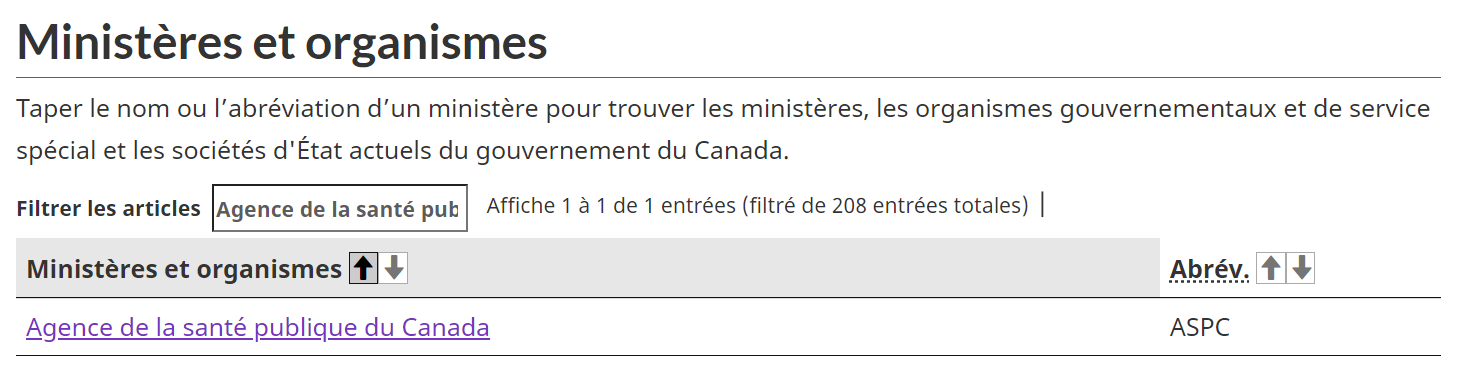 Ministères et organismes
Taper le nom ou l’abréviation d’un ministère pour trouver les ministères, les organismes gouvernementaux et de service
spécial et les sociétés d'État actuels du gouvernement du Canada.
Filtrer les articles Agence de la santé pub Affiche 1 à 1 de 1 entrées (filtré de 208 entrées totales) |
Ministères et organismes Abrév.
Agence de la santé publique du Canada ASPC